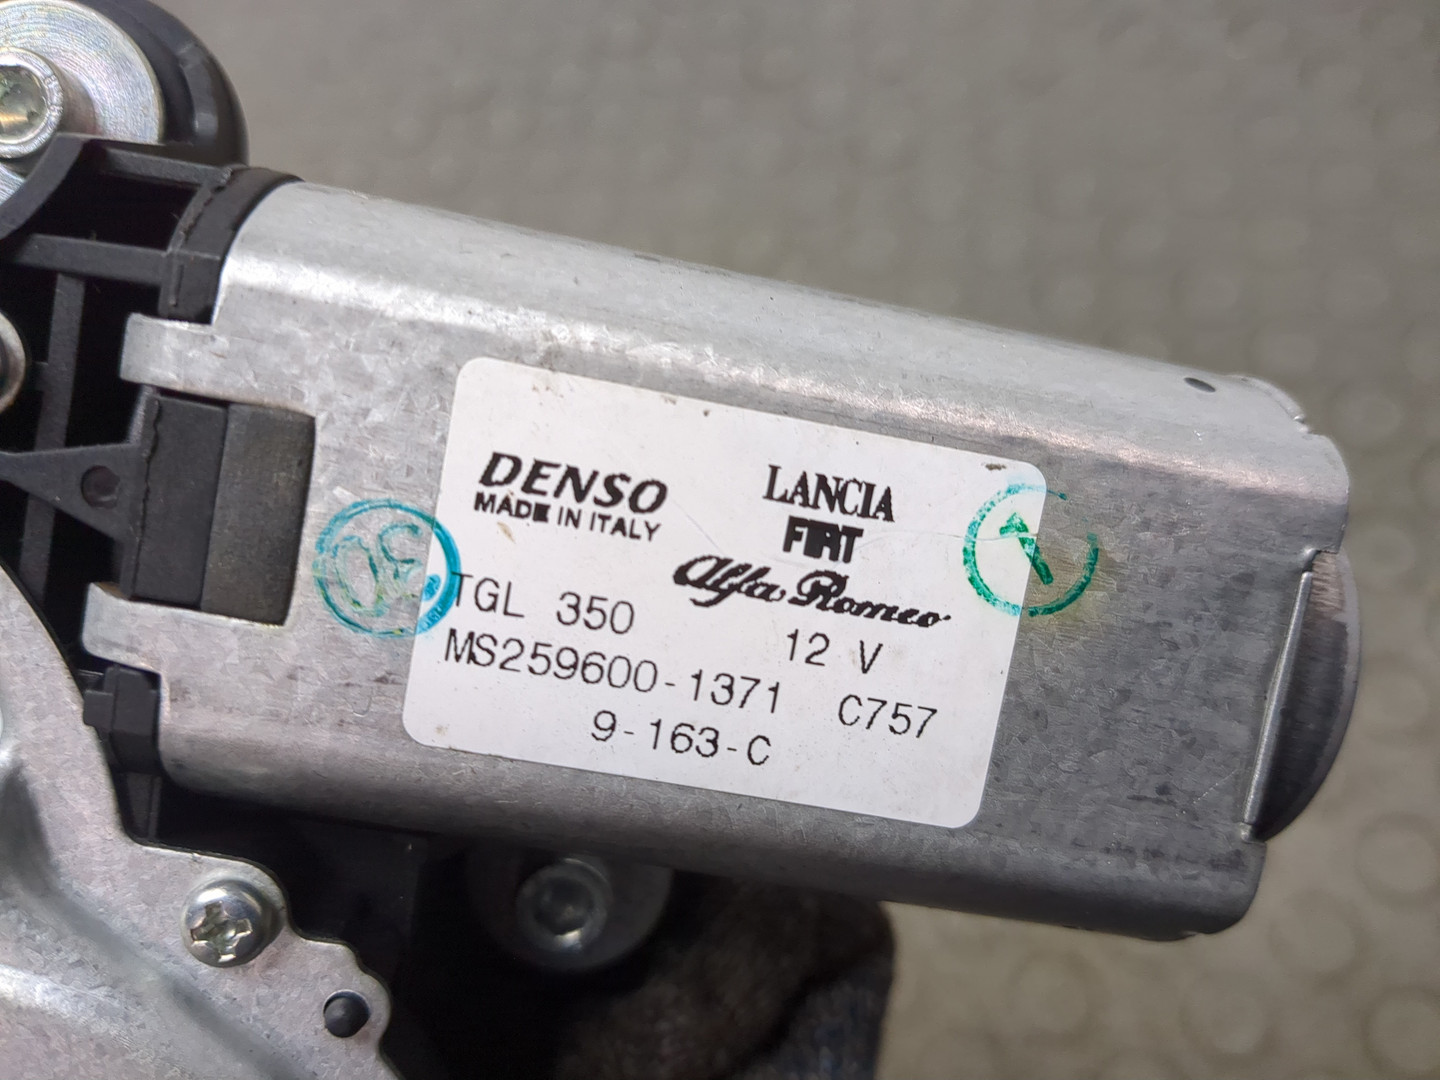 DENSO
MADE IN ITALY
LANCIA
FIAT
Alfa Romeo
TGL 350
12 V
MS259600-1371 C757
9-163-C